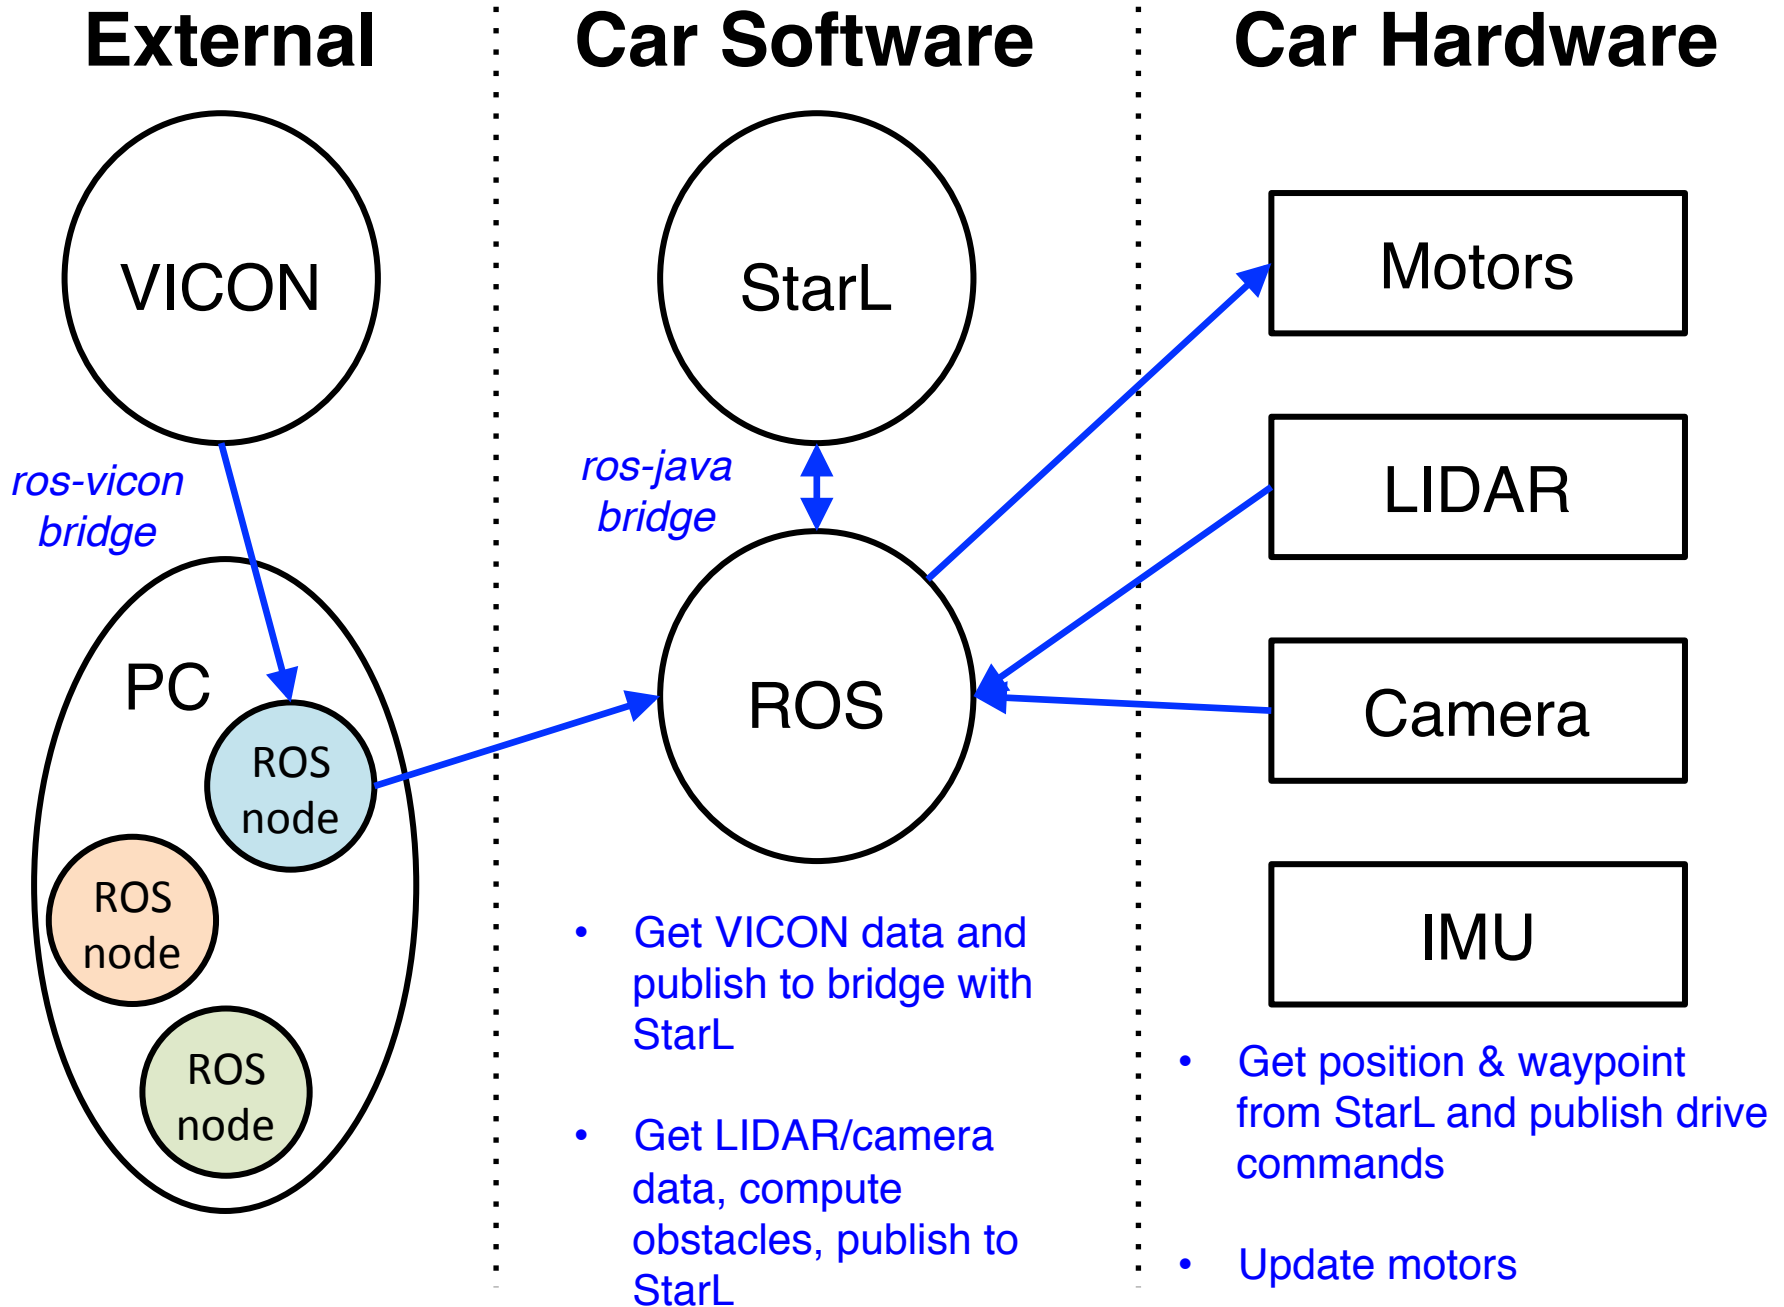 External
Car Software
Car Hardware
VICON
ros-vicon
bridge
PC
ROS
node
ROS
node
ROS
node
StarL
ros-java
bridge
ROS
• Get VICON data and
publish to bridge with
StarL
• Get LIDAR/camera
data, compute
obstacles, publish to
StarL
Motors
LIDAR
Camera
IMU
• Get position & waypoint
from StarL and publish drive
commands
• Update motors